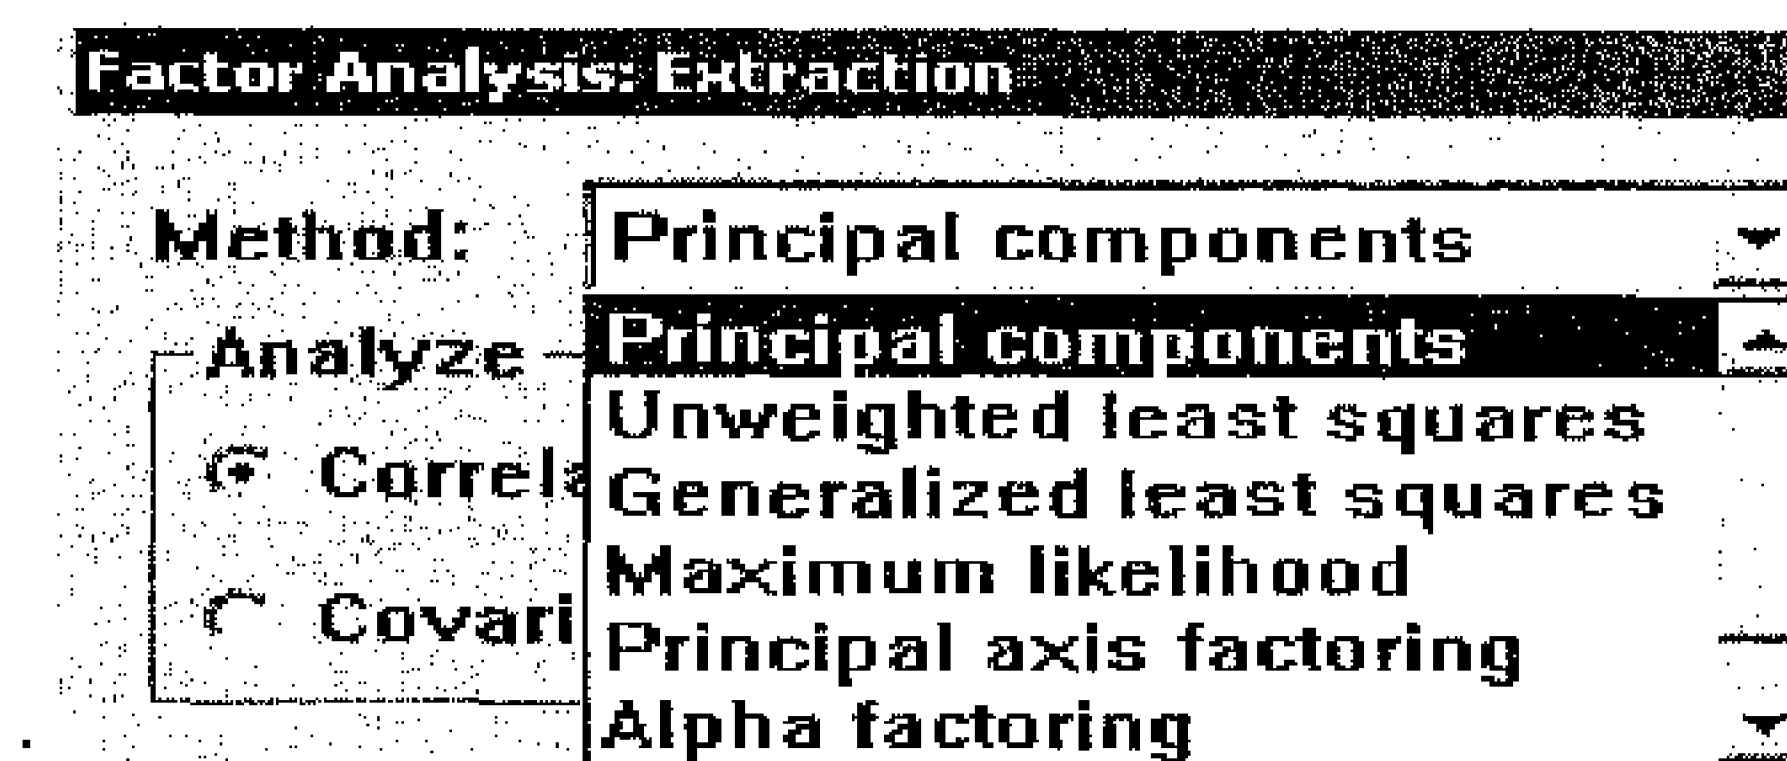 Factor Analysis: Extraction
Method:
Principal components
Principal components
Analyze
Unweighted least squares
Correla
Generalized least squares
Maximum likelihood
Covari
Principal axis factoring
Alpha factoring